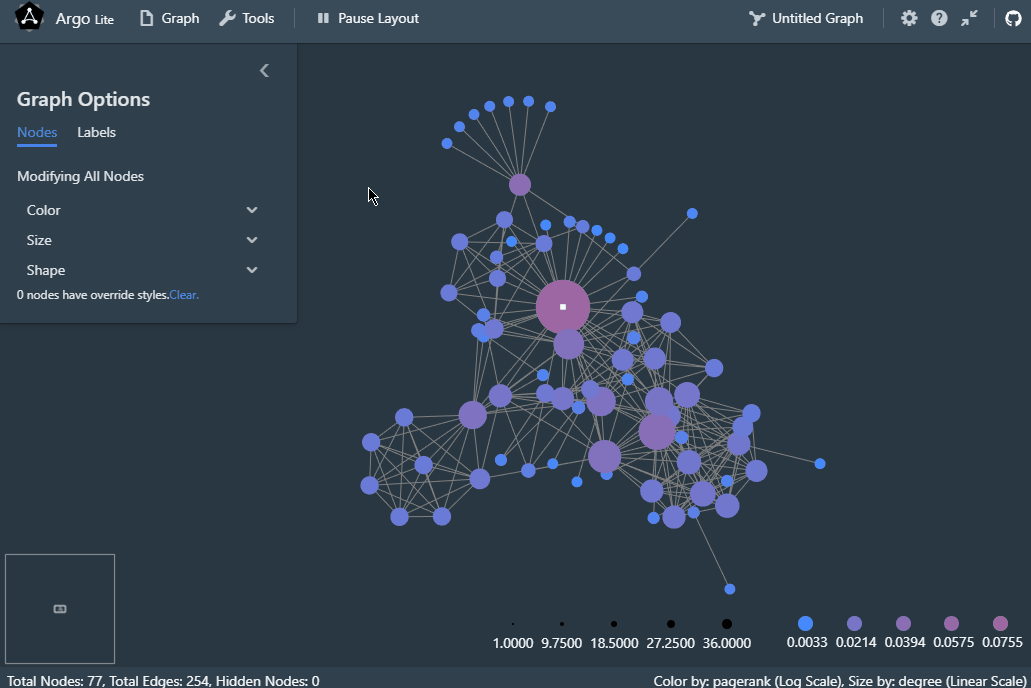 Argo Lite
Graph
Tools
Pause Layout
Untitled Graph
Graph Options
Nodes
Labels
Modifying All Nodes
Color
Size
Shape
0 nodes have override styles.Clear.
1.0000 9.7500 18.5000 27.2500 36.0000
0.0033 0.0214 0.0394 0.0575 0.0755
Total Nodes: 77, Total Edges: 254, Hidden Nodes: 0
Color by: pagerank (Log Scale), Size by: degree (Linear Scale)